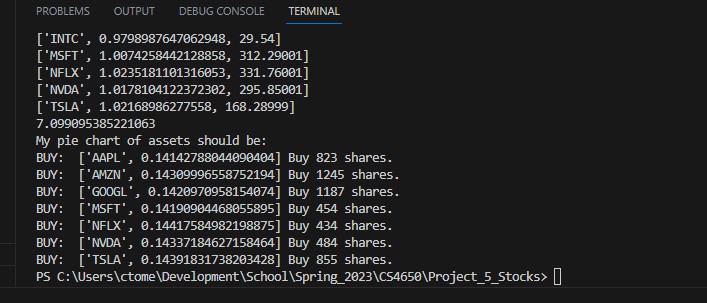 PROBLEMS OUTPUT DEBUG CONSOLE TERMINAL
['INTC', 0.9798987647062948, 29.54]
['MSFT', 1.0074258442128858, 312.29001]
['NFLX', 1.0235181101316053, 331.76001]
['NVDA', 1.0178104122372302, 295.85001]
['TSLA', 1.02168986277558, 168.28999]
7.099095385221063
My pie chart of assets should be:
BUY:  ['AAPL', 0.14142788044090404] Buy 823 shares.
BUY:  ['AMZN', 0.14309996558752194] Buy 1245 shares.
BUY:  ['GOOGL', 0.1420970958154074] Buy 1187 shares.
BUY:  ['MSFT', 0.14190904468055895] Buy 454 shares.
BUY:  ['NFLX', 0.14417584982198875] Buy 434 shares.
BUY:  ['NVDA', 0.14337184627158464] Buy 484 shares.
BUY:  ['TSLA', 0.14391831738203428] Buy 855 shares.
PS C:\Users\ctome\Development\School\Spring_2023\CS4650\Project_5_Stocks>